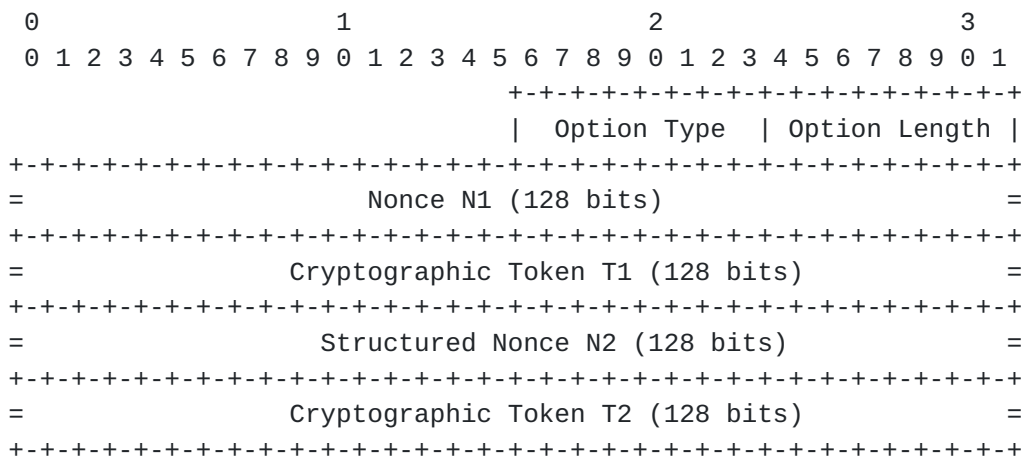 0                   1                   2                   3
 0 1 2 3 4 5 6 7 8 9 0 1 2 3 4 5 6 7 8 9 0 1 2 3 4 5 6 7 8 9 0 1
                                +-+-+-+-+-+-+-+-+-+-+-+-+-+-+-+-+
                                |  Option Type  | Option Length |
+-+-+-+-+-+-+-+-+-+-+-+-+-+-+-+-+-+-+-+-+-+-+-+-+-+-+-+-+-+-+-+-+
=                      Nonce N1 (128 bits)                      =
+-+-+-+-+-+-+-+-+-+-+-+-+-+-+-+-+-+-+-+-+-+-+-+-+-+-+-+-+-+-+-+-+
=                 Cryptographic Token T1 (128 bits)             =
+-+-+-+-+-+-+-+-+-+-+-+-+-+-+-+-+-+-+-+-+-+-+-+-+-+-+-+-+-+-+-+-+
=                   Structured Nonce N2 (128 bits)              =
+-+-+-+-+-+-+-+-+-+-+-+-+-+-+-+-+-+-+-+-+-+-+-+-+-+-+-+-+-+-+-+-+
=                 Cryptographic Token T2 (128 bits)             =
+-+-+-+-+-+-+-+-+-+-+-+-+-+-+-+-+-+-+-+-+-+-+-+-+-+-+-+-+-+-+-+-+